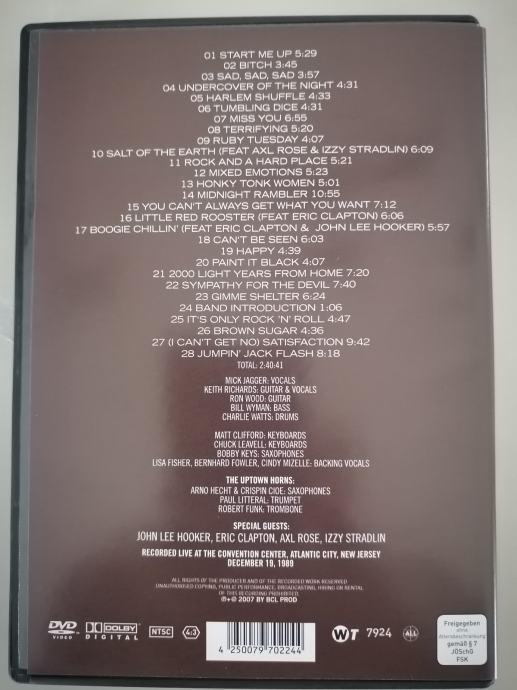 01 START ME UP 5:29
02 BITCH 3:45
03 SAD, SAD, SAD 3:57
04 UNDERCOVER OF THE NIGHT 4:31
05 HARLEM SHUFFLE 4:33
06 TUMBLING DICE 4:31
07 MISS YOU 6:55
08 TERRIFYING 5:20
09 RUBY TUESDAY 4:07
10 SALT OF THE EARTH (FEAT AXL ROSE & IZZY STRADLIN) 6:09
11 ROCK AND A HARD PLACE 5:21
12 MIXED EMOTIONS 5:23
13 HONKY TONK WOMEN 5:01
14 MIDNIGHT RAMBLER 10:55
15 YOU CAN'T ALWAYS GET WHAT YOU WANT 7:12
16 LITTLE RED ROOSTER (FEAT ERIC CLAPTON) 6:06
17 BOOGIE CHILLIN' (FEAT ERIC CLAPTON & JOHN LEE HOOKER) 5:57
18 CAN'T BE SEEN 6:03
19 HAPPY 4:39
20 PAINT IT BLACK 4:07
21 2000 LIGHT YEARS FROM HOME 7:20
22 SYMPATHY FOR THE DEVIL 7:40
23 GIMME SHELTER 6:24
24 BAND INTRODUCTION 1:06
25 IT'S ONLY ROCK 'N' ROLL 4:47
26 BROWN SUGAR 4:36
27 (I CAN'T GET NO) SATISFACTION 9:42
28 JUMPIN' JACK FLASH 8:18
TOTAL: 2:40:41
MICK JAGGER: VOCALS
KEITH RICHARDS: GUITAR & VOCALS
RON WOOD: GUITAR
BILL WYMAN: BASS
CHARLIE WATTS: DRUMS
MATT CLIFFORD: KEYBOARDS
CHUCK LEAVELL: KEYBOARDS
BOBBY KEYS: SAXOPHONES
LISA FISHER, BERNHARD FOWLER, CINDY MIZELLE: BACKING VOCALS
THE UPTOWN HORNS:
ARNO HECHT & CRISPIN CIOE: SAXOPHONES
PAUL LITTERAL: TRUMPET
ROBERT FUNK: TROMBONE
SPECIAL GUESTS:
JOHN LEE HOOKER, ERIC CLAPTON, AXL ROSE, IZZY STRADLIN
RECORDED LIVE AT THE CONVENTION CENTER, ATLANTIC CITY, NEW JERSEY
DECEMBER 19, 1989
ALL RIGHTS OF THE PRODUCER AND OF THE RECORDED WORK RESERVED
UNAUTHORISED COPYING, PUBLIC PERFORMANCE, BROADCASTING, HIRING OR RENTAL
OF THIS RECORDING PROHIBITED.
℗+© 2007 BY BCL PROD
DVD VIDEO DOLBY DIGITAL NTSC 4:3 4 250079 702244 WT 7924 ALL
Freigegeben
ohne
Altersbeschränkung
gemäß § 7
JÖSchG
FSK